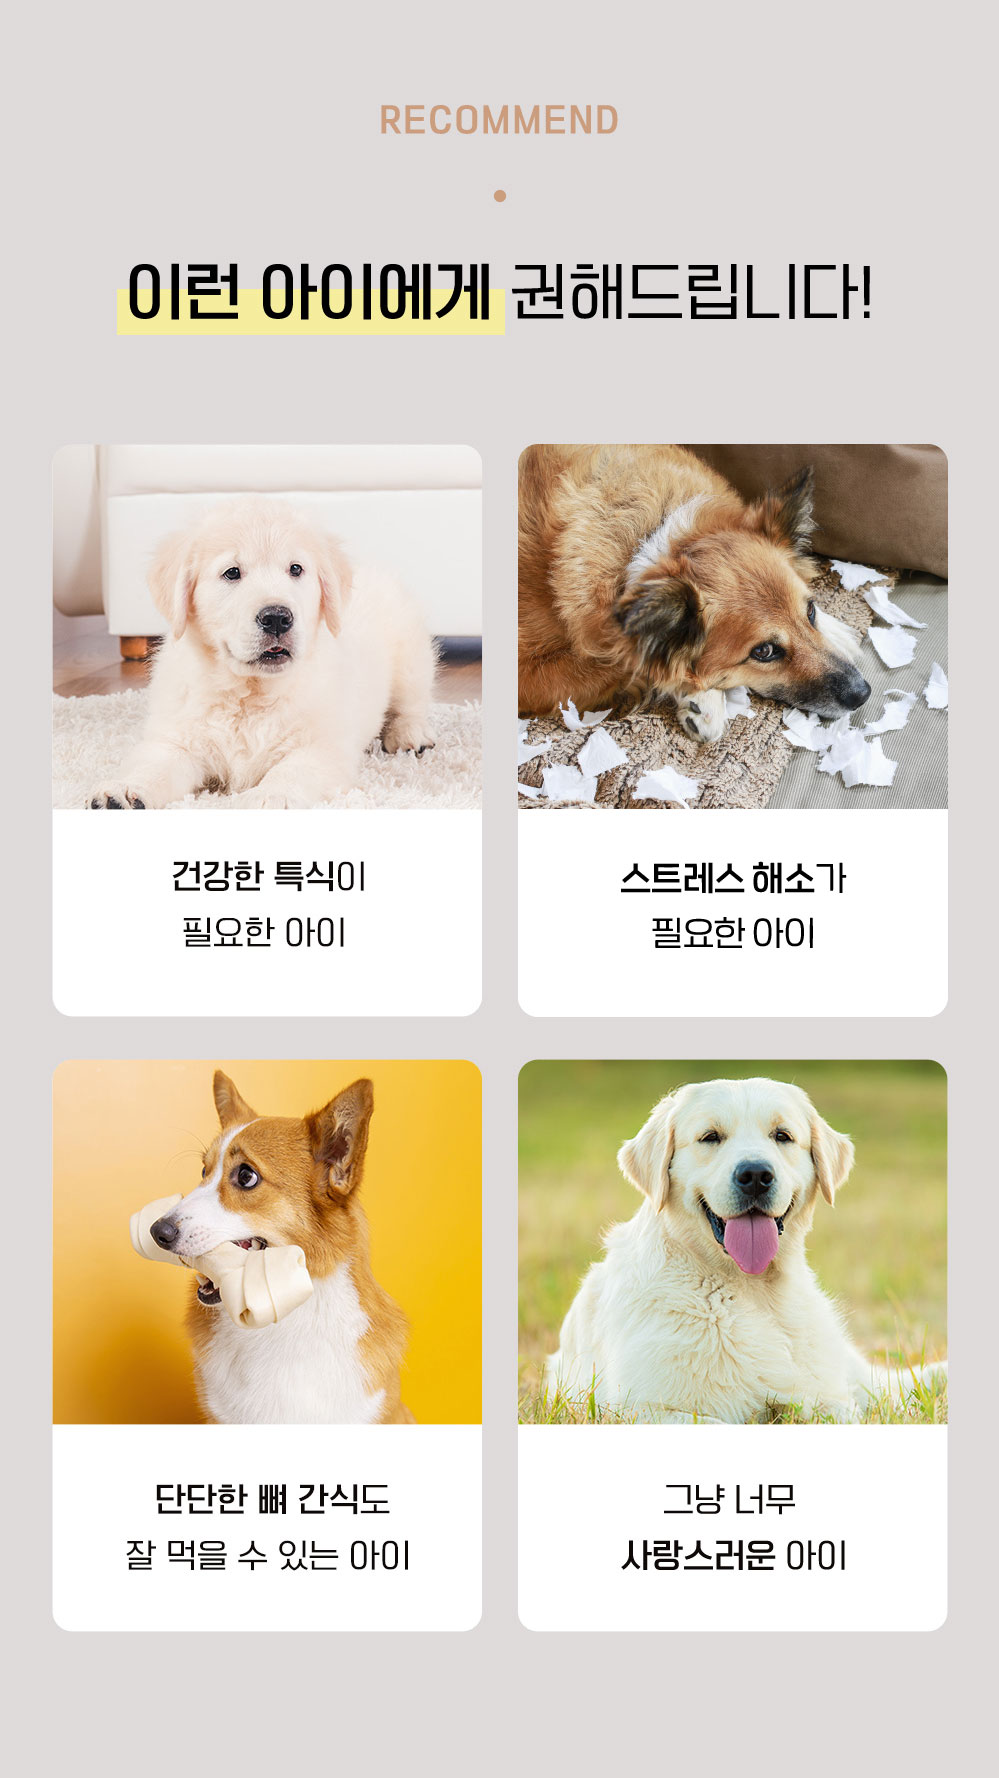 RECOMMEND
이런 아이에게 권해드립니다!
건강한 특식이
필요한 아이
스트레스 해소가
필요한 아이
단단한 뼈 간식도
잘 먹을 수 있는 아이
그냥 너무
사랑스러운 아이